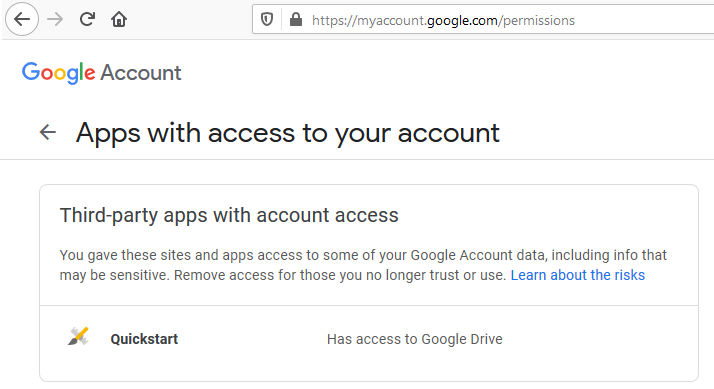 https://myaccount.google.com/permissions
Google Account
Apps with access to your account
Third-party apps with account access
You gave these sites and apps access to some of your Google Account data, including info that
may be sensitive. Remove access for those you no longer trust or use. Learn about the risks
Quickstart Has access to Google Drive